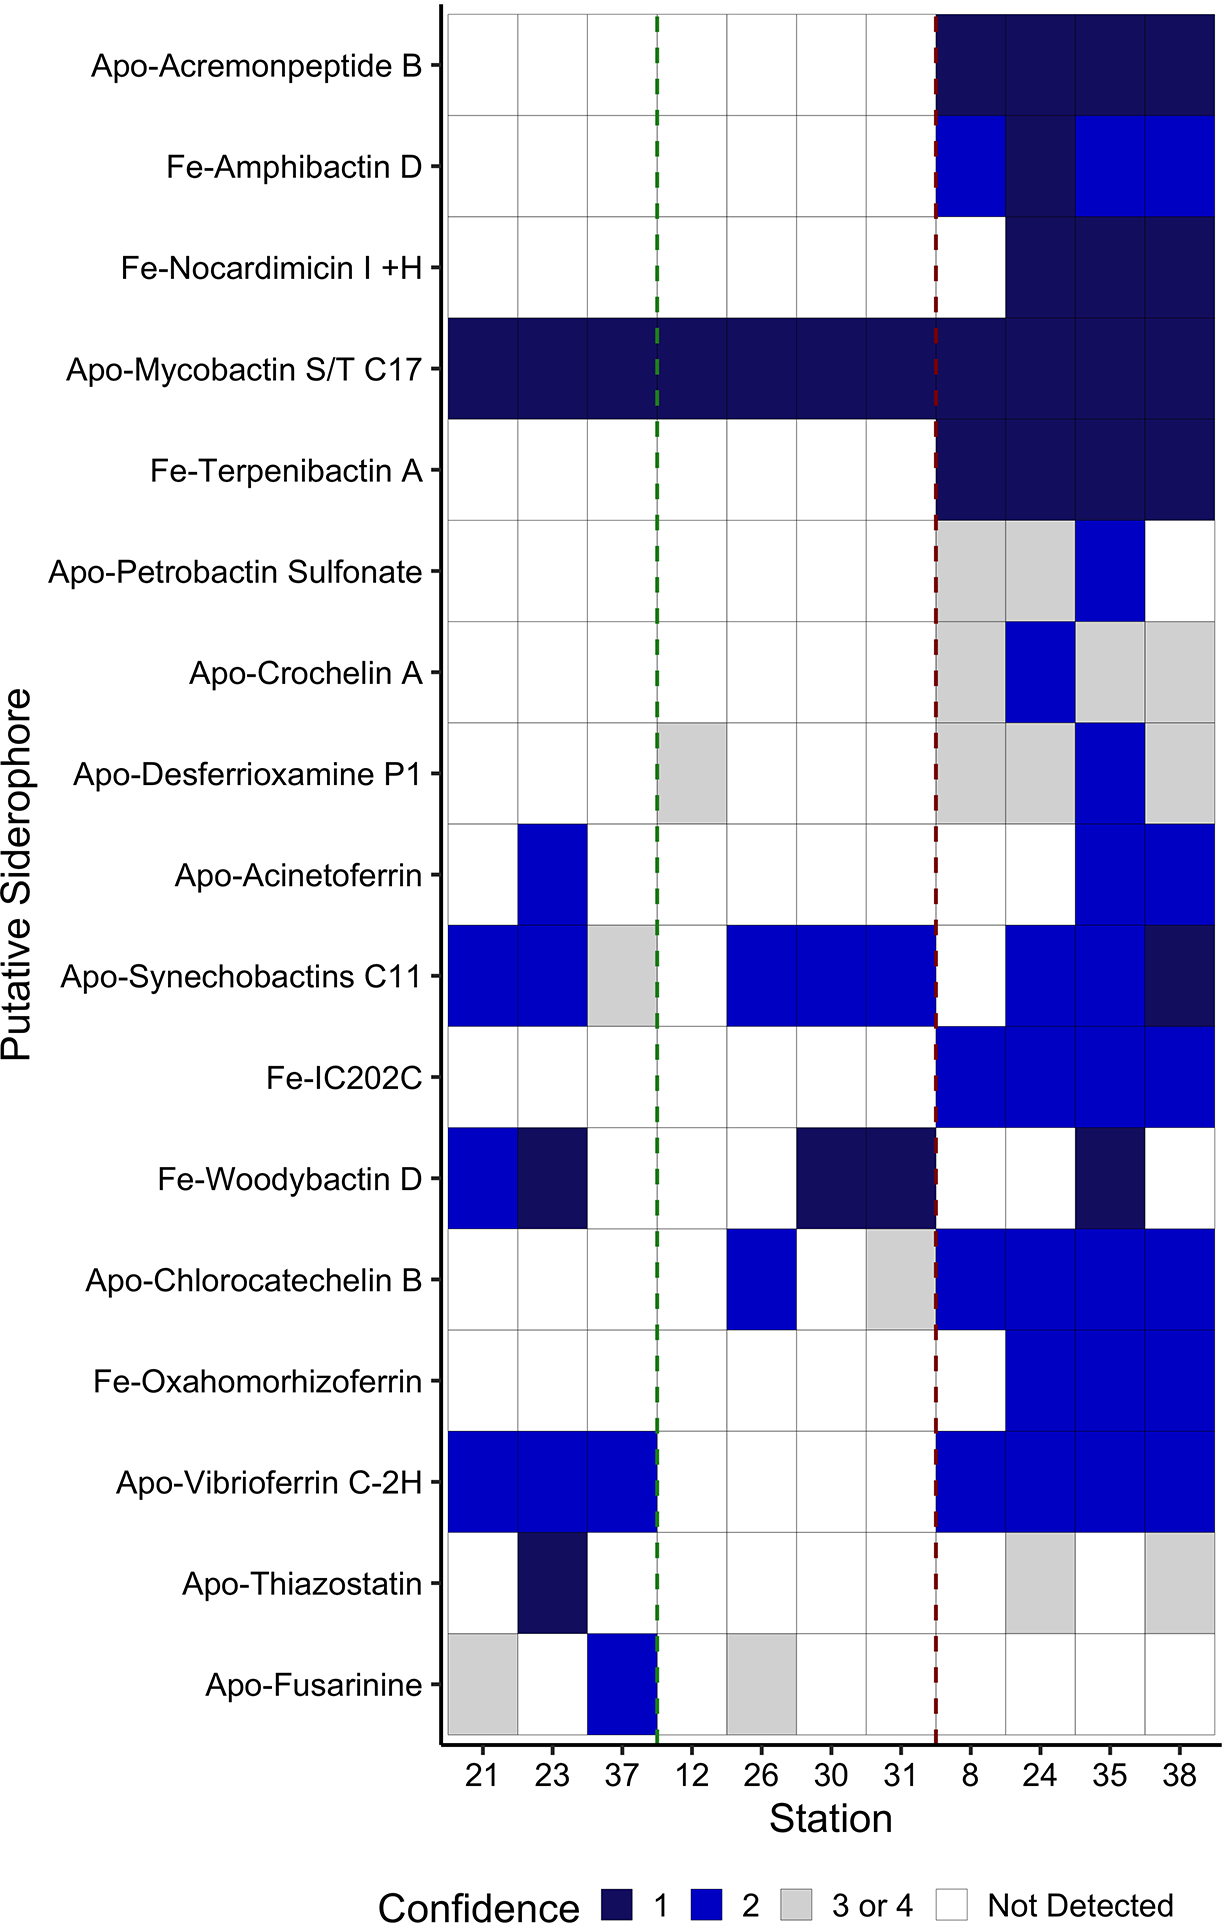 Apo-Acremonpeptide B
Fe-Amphibactin D
Fe-Nocardimicin I +H
Apo-Mycobactin S/T C17
Fe-Terpenibactin A
Apo-Petrobactin Sulfonate
Apo-Crochelin A
Apo-Desferrioxamine P1
Apo-Acinetoferrin
Apo-Synechobactins C11
Fe-IC202C
Fe-Woodybactin D
Apo-Chlorocatechelin B
Fe-Oxahomorhizoferrin
Apo-Vibrioferrin C-2H
Apo-Thiazostatin
Apo-Fusarinine
Putative Siderophore
21 23 37 12 26 30 31 8 24 35 38
Station
Confidence 1 2 3 or 4 Not Detected